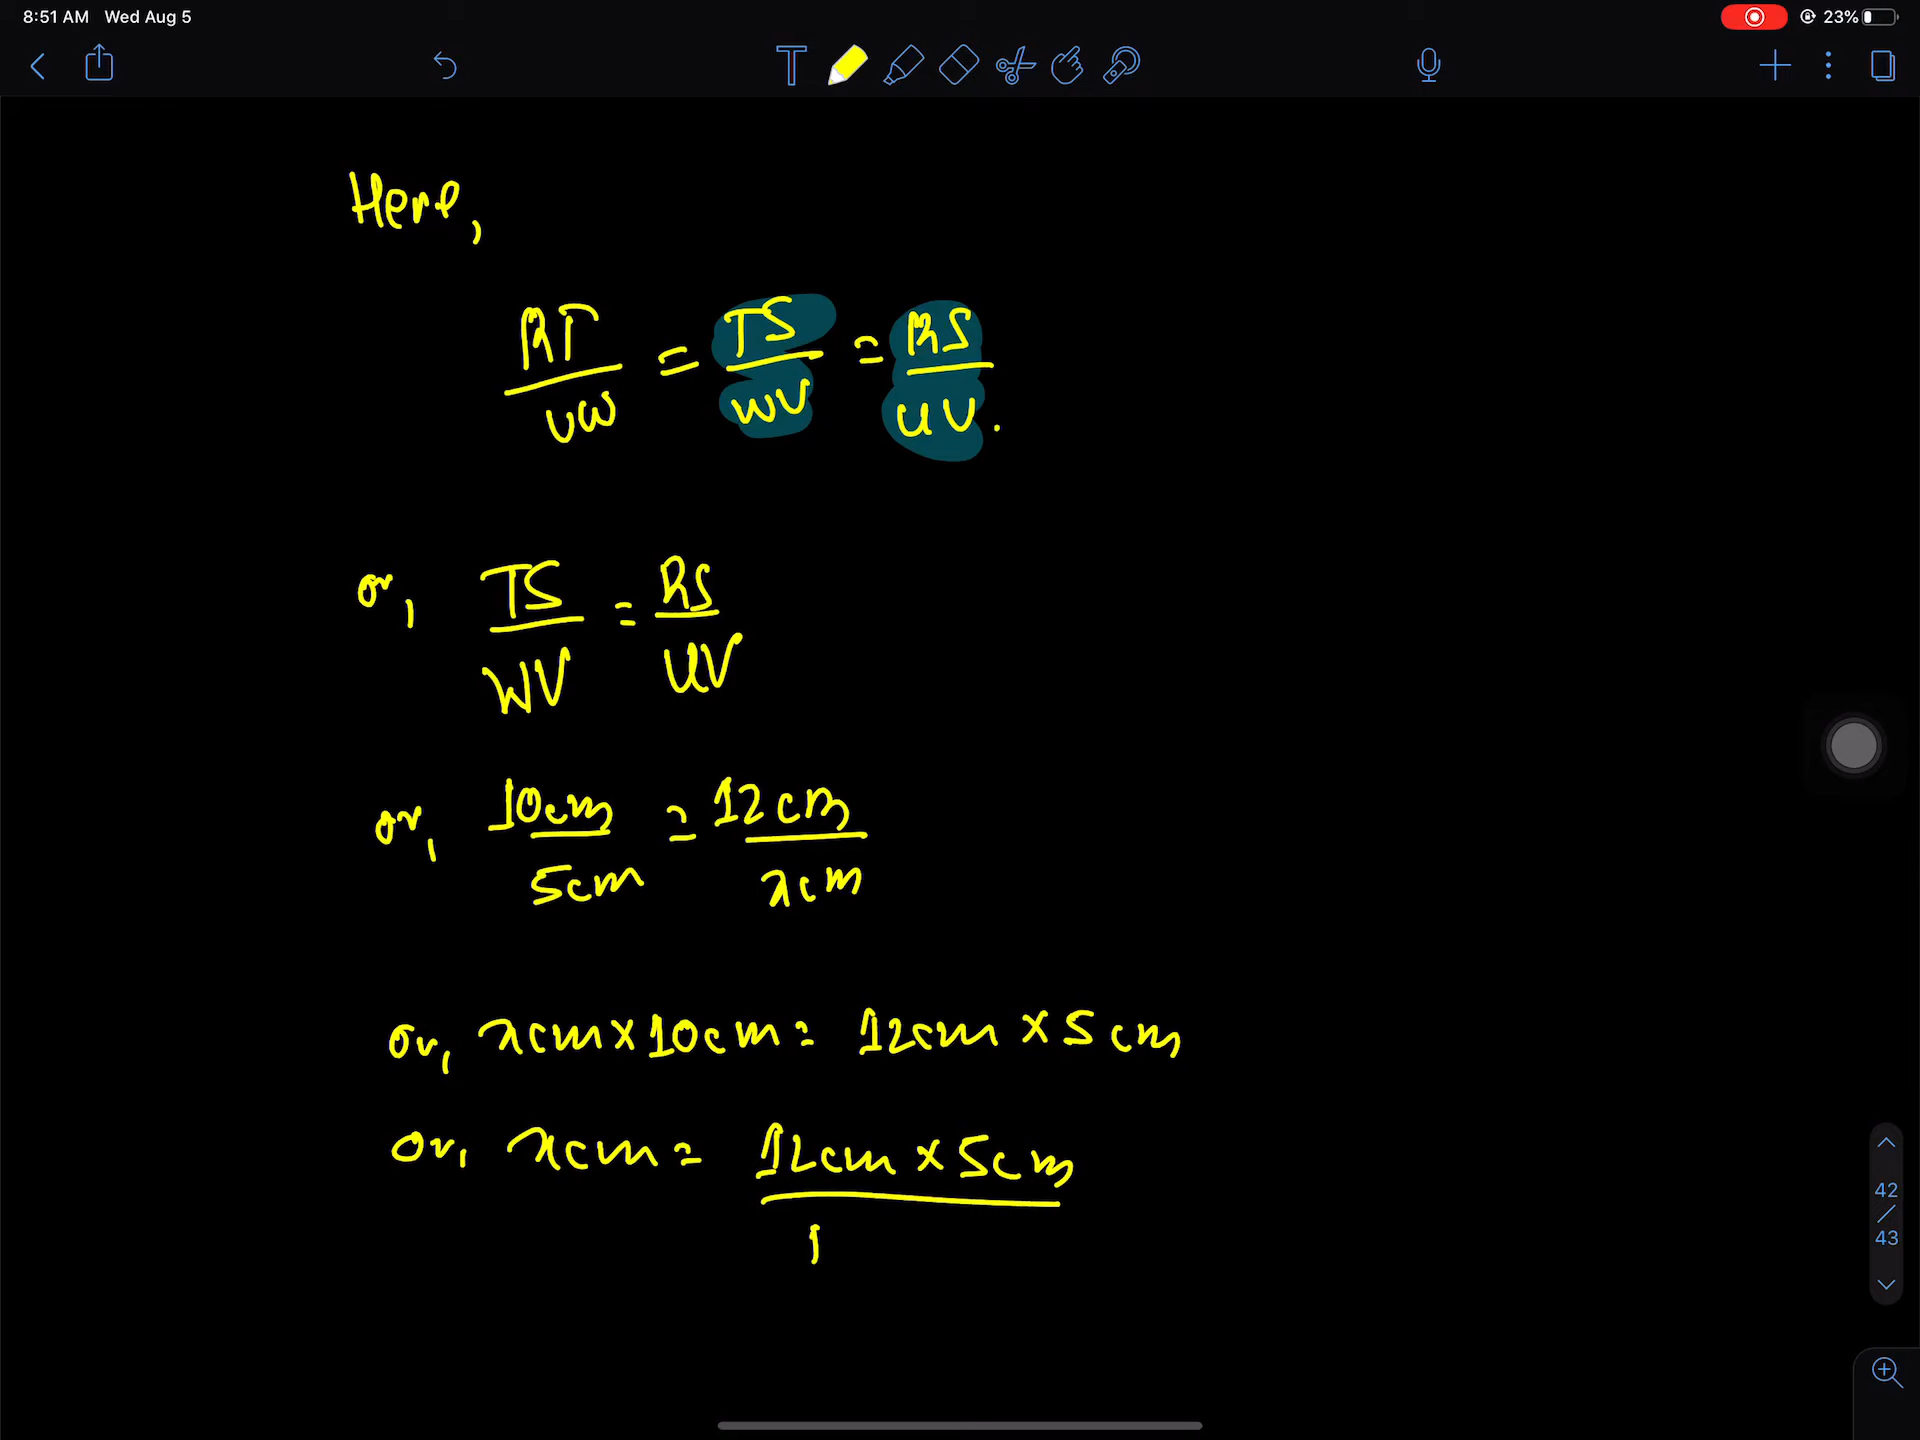 8:51 AM Wed Aug 5 23%
Here,
RT/UW = TS/WV = RS/UV.
or, TS/WV = RS/UV
or, 10cm/5cm = 12cm/xcm
or, xcm×10cm = 12cm × 5cm
or, xcm = 12cm × 5cm/1
42
/
43